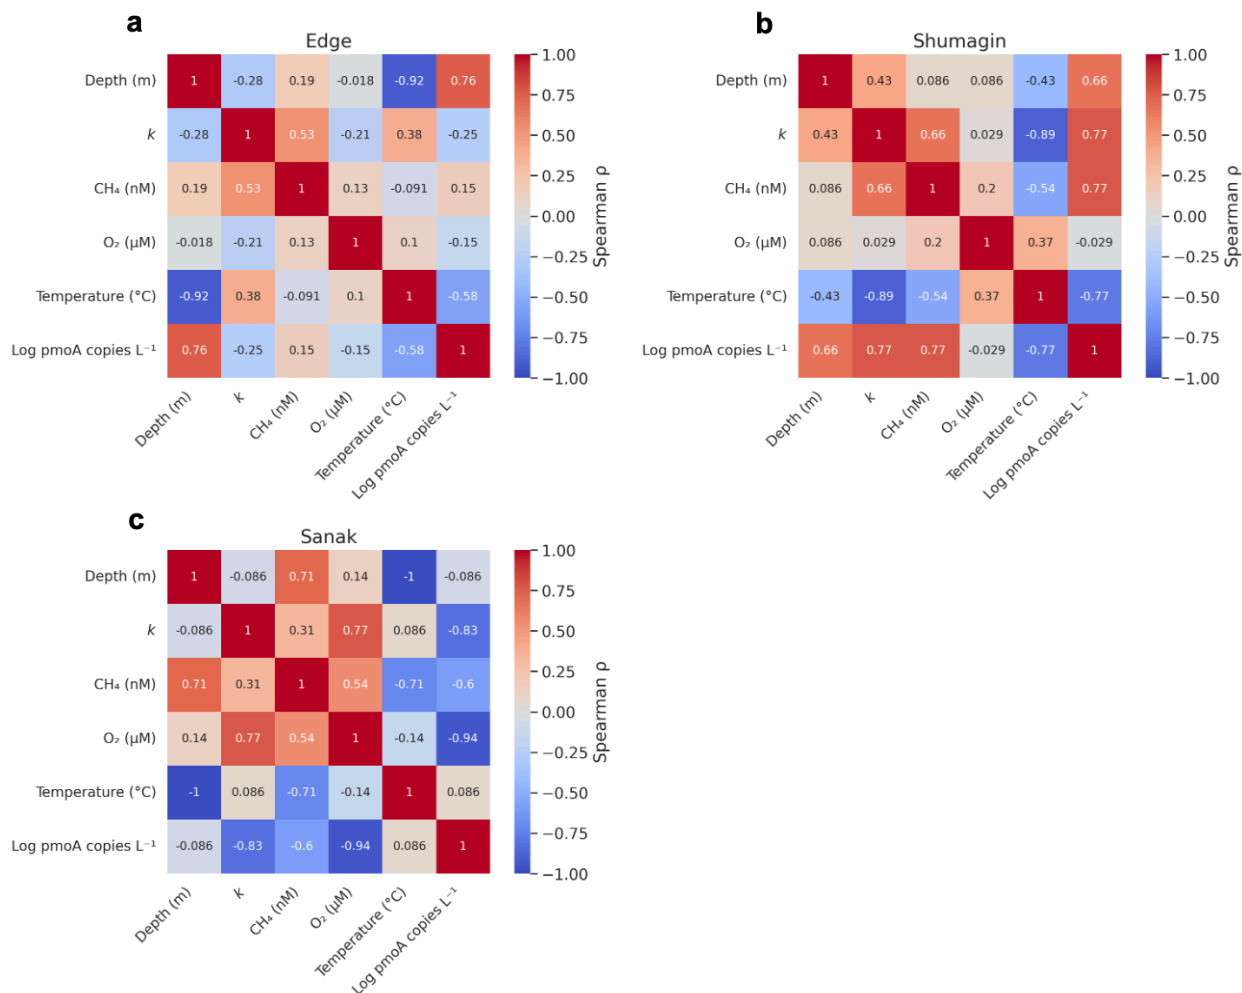 a
Edge
Depth (m) 1 -0.28 0.19 -0.018 -0.92 0.76
k -0.28 1 0.53 -0.21 0.38 -0.25
CH₄ (nM) 0.19 0.53 1 0.13 -0.091 0.15
O₂ (μM) -0.018 -0.21 0.13 1 0.1 -0.15
Temperature (°C) -0.92 0.38 -0.091 0.1 1 -0.58
Log pmoA copies L⁻¹ 0.76 -0.25 0.15 -0.15 -0.58 1
Depth (m)
k
CH₄ (nM)
O₂ (μM)
Temperature (°C)
Log pmoA copies L⁻¹
1.00
0.75
0.50
0.25
0.00
−0.25
−0.50
−0.75
−1.00
Spearman ρ
b
Shumagin
Depth (m) 1 0.43 0.086 0.086 -0.43 0.66
k 0.43 1 0.66 0.029 -0.89 0.77
CH₄ (nM) 0.086 0.66 1 0.2 -0.54 0.77
O₂ (μM) 0.086 0.029 0.2 1 0.37 -0.029
Temperature (°C) -0.43 -0.89 -0.54 0.37 1 -0.77
Log pmoA copies L⁻¹ 0.66 0.77 0.77 -0.029 -0.77 1
Depth (m)
k
CH₄ (nM)
O₂ (μM)
Temperature (°C)
Log pmoA copies L⁻¹
1.00
0.75
0.50
0.25
0.00
−0.25
−0.50
−0.75
−1.00
Spearman ρ
c
Sanak
Depth (m) 1 -0.086 0.71 0.14 -1 -0.086
k -0.086 1 0.31 0.77 0.086 -0.83
CH₄ (nM) 0.71 0.31 1 0.54 -0.71 -0.6
O₂ (μM) 0.14 0.77 0.54 1 -0.14 -0.94
Temperature (°C) -1 0.086 -0.71 -0.14 1 0.086
Log pmoA copies L⁻¹ -0.086 -0.83 -0.6 -0.94 0.086 1
Depth (m)
k
CH₄ (nM)
O₂ (μM)
Temperature (°C)
Log pmoA copies L⁻¹
1.00
0.75
0.50
0.25
0.00
−0.25
−0.50
−0.75
−1.00
Spearman ρ